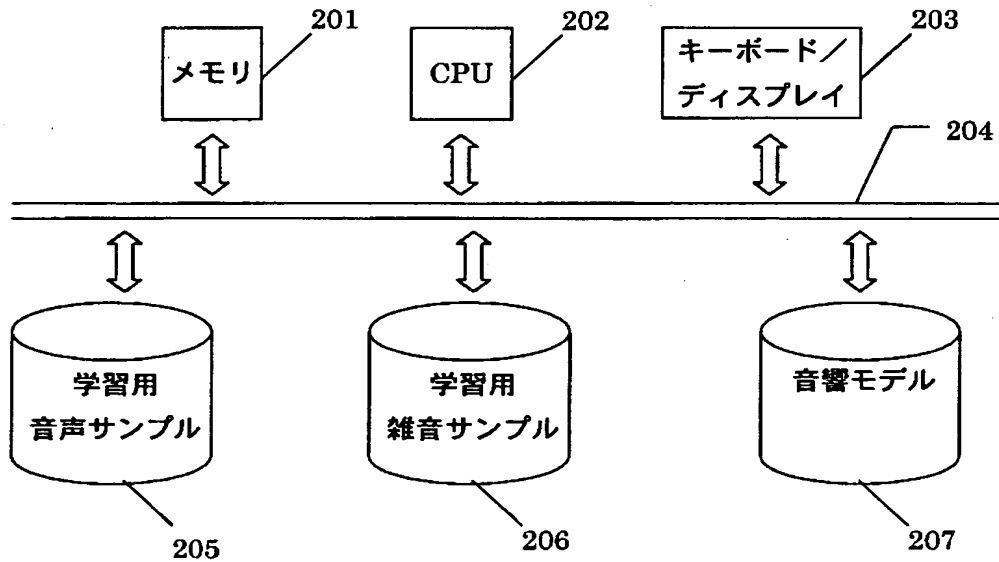 201
202
203
メモリ
CPU
キーボード／
ディスプレイ
204
学習用
音声サンプル
学習用
雑音サンプル
音響モデル
205
206
207